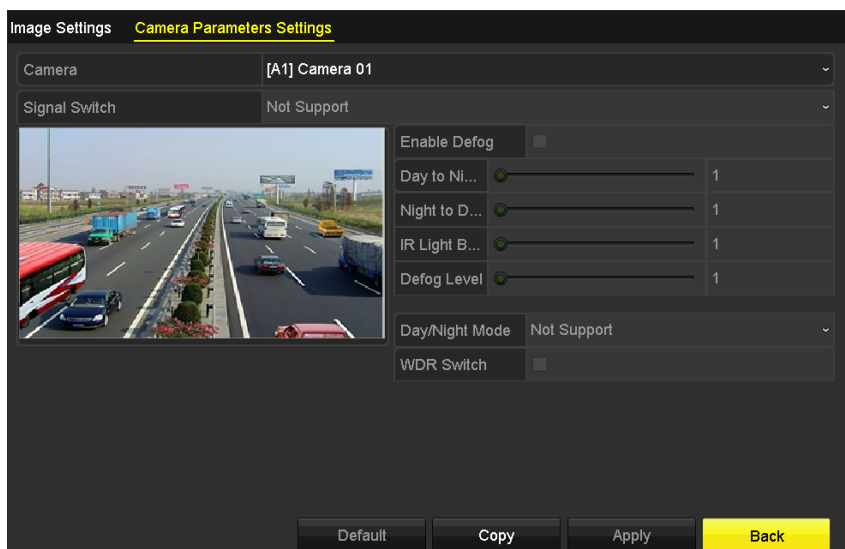 Image Settings Camera Parameters Settings
Camera [A1] Camera 01
Signal Switch Not Support
Enable Defog
Day to Ni... 1
Night to D... 1
IR Light B... 1
Defog Level 1
Day/Night Mode Not Support
WDR Switch
Default Copy Apply Back